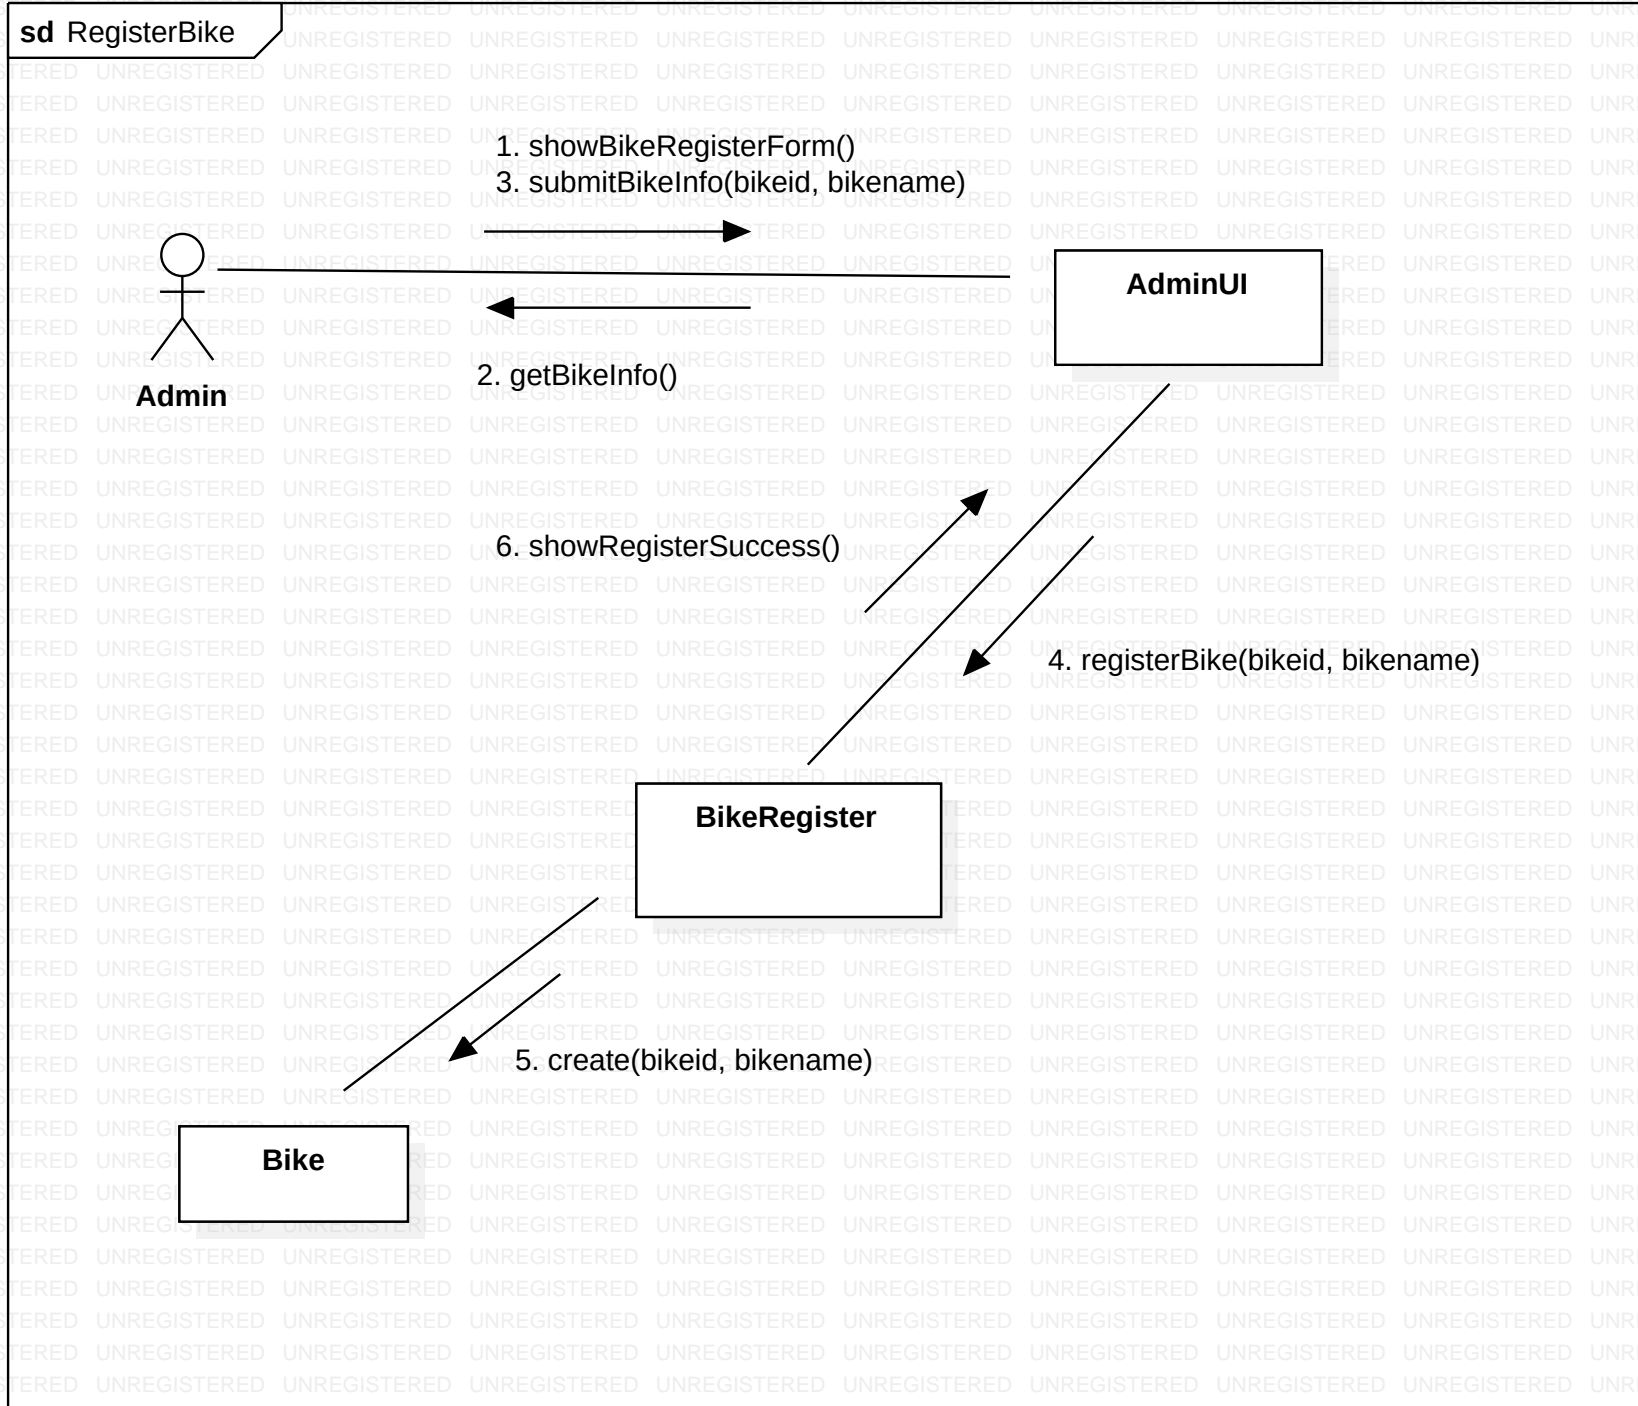 sd RegisterBike
1. showBikeRegisterForm()
3. submitBikeInfo(bikeid, bikename)
AdminUI
2. getBikeInfo()
Admin
6. showRegisterSuccess()
4. registerBike(bikeid, bikename)
BikeRegister
5. create(bikeid, bikename)
Bike
UNREGISTERED